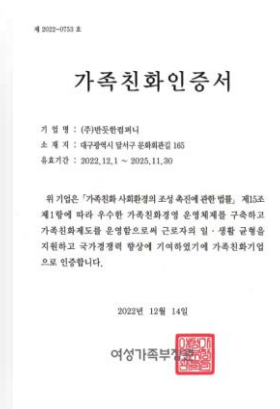 제 2022-0753 호
가족친화인증서
기 업 명 : (주)반듯한컴퍼니
소 재 지 : 대구광역시 달서구 문화회관길 165
유효기간 : 2022.12.1 ~ 2025.11.30
위 기업은 「가족친화 사회환경의 조성 촉진에 관한 법률」 제15조
제1항에 따라 우수한 가족친화경영 운영체제를 구축하고
가족친화제도를 운영함으로써 근로자의 일·생활 균형을
지원하고 국가경쟁력 향상에 기여하였기에 가족친화기업
으로 인증합니다.
2022년 12월 14일
여성가족부장관